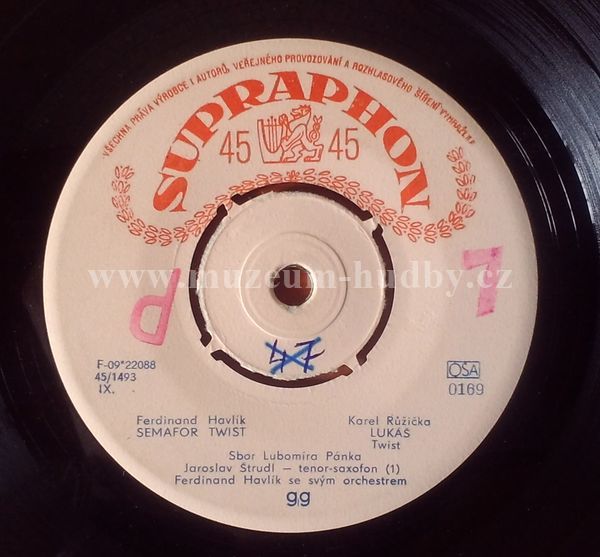 VŠECHNA PRÁVA VÝROBCE I AUTORŮ, VEŘEJNÉHO PROVOZOVÁNÍ A ROZHLASOVÉHO ŠÍŘENÍ VYHRAZENA
SUPRAPHON
45 45
www.muzeum-hudby.cz
d 7
47
F-09*22088
45/1493
IX.
OSA
0169
Ferdinand Havlík
SEMAFOR TWIST
Karel Růžička
LUKÁŠ
Twist
Sbor Lubomíra Pánka
Jaroslav Štrudl — tenor-saxofon (1)
Ferdinand Havlík se svým orchestrem
g/g